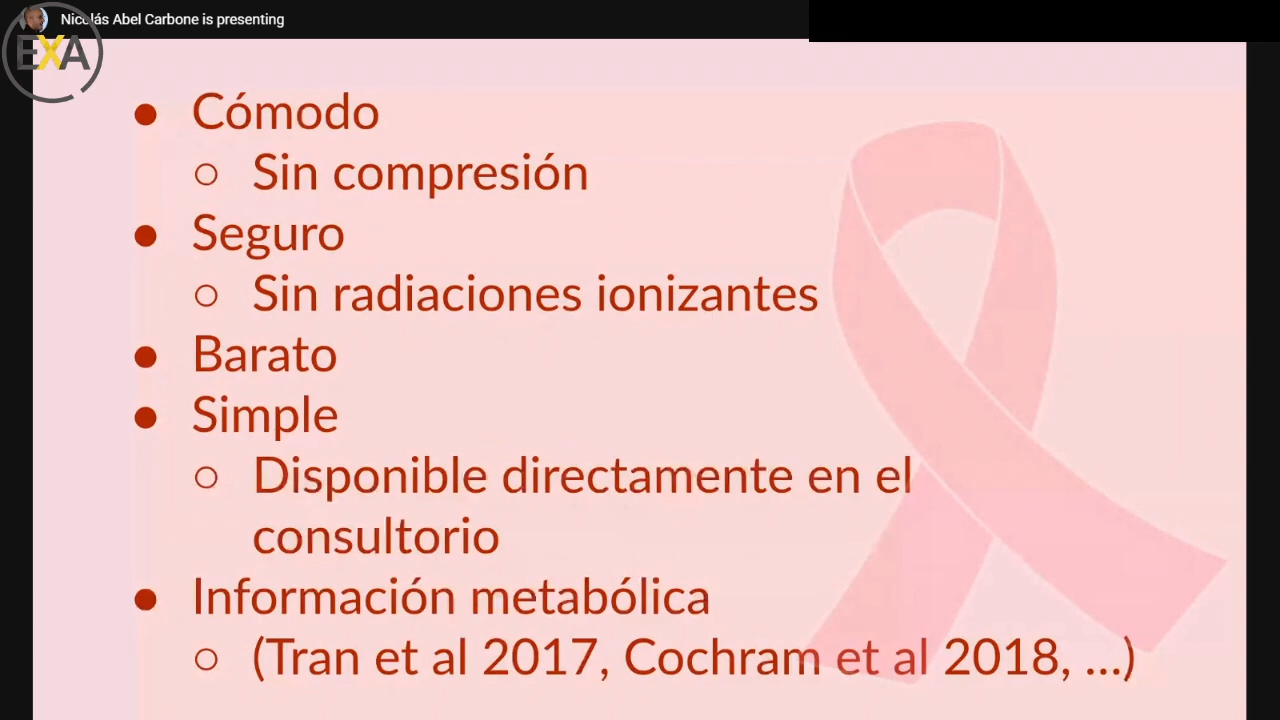 Nicolás Abel Carbone is presenting
EXA
● Cómodo
○ Sin compresión
● Seguro
○ Sin radiaciones ionizantes
● Barato
● Simple
○ Disponible directamente en el
consultorio
● Información metabólica
○ (Tran et al 2017, Cochram et al 2018, ...)